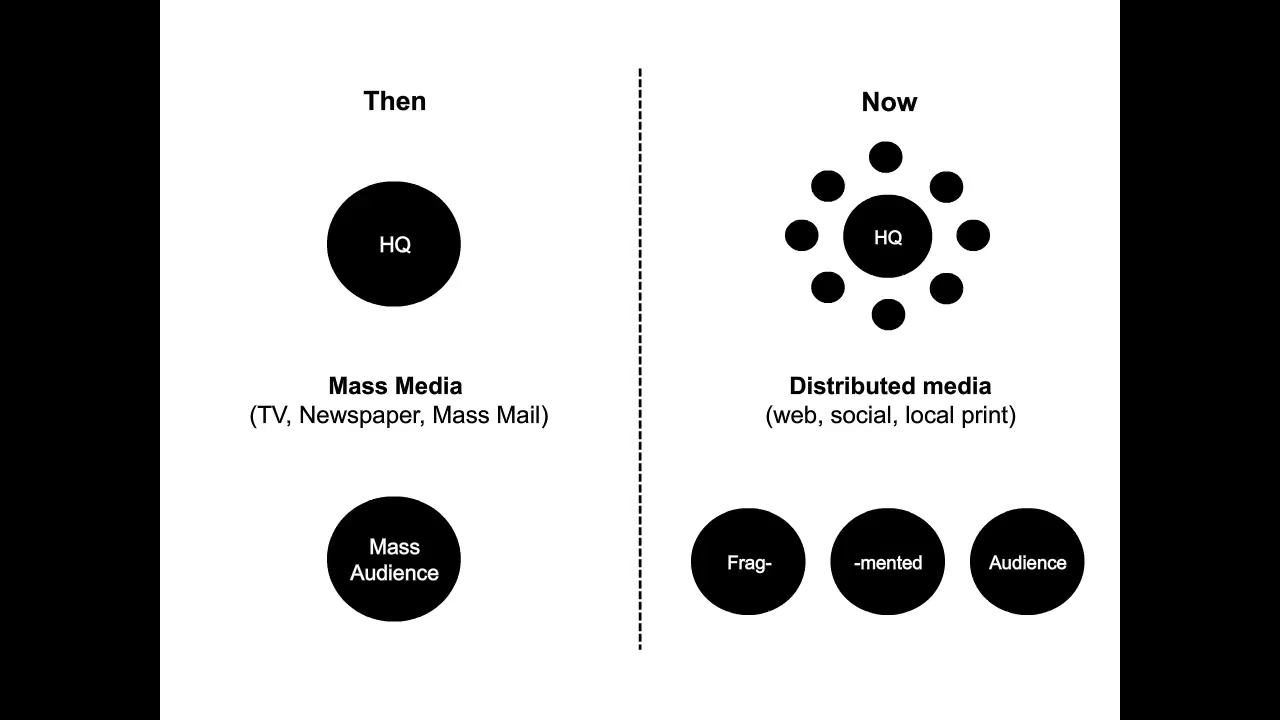 Then
HQ
Mass Media
(TV, Newspaper, Mass Mail)
Mass
Audience
Now
HQ
Distributed media
(web, social, local print)
Frag-
-mented
Audience